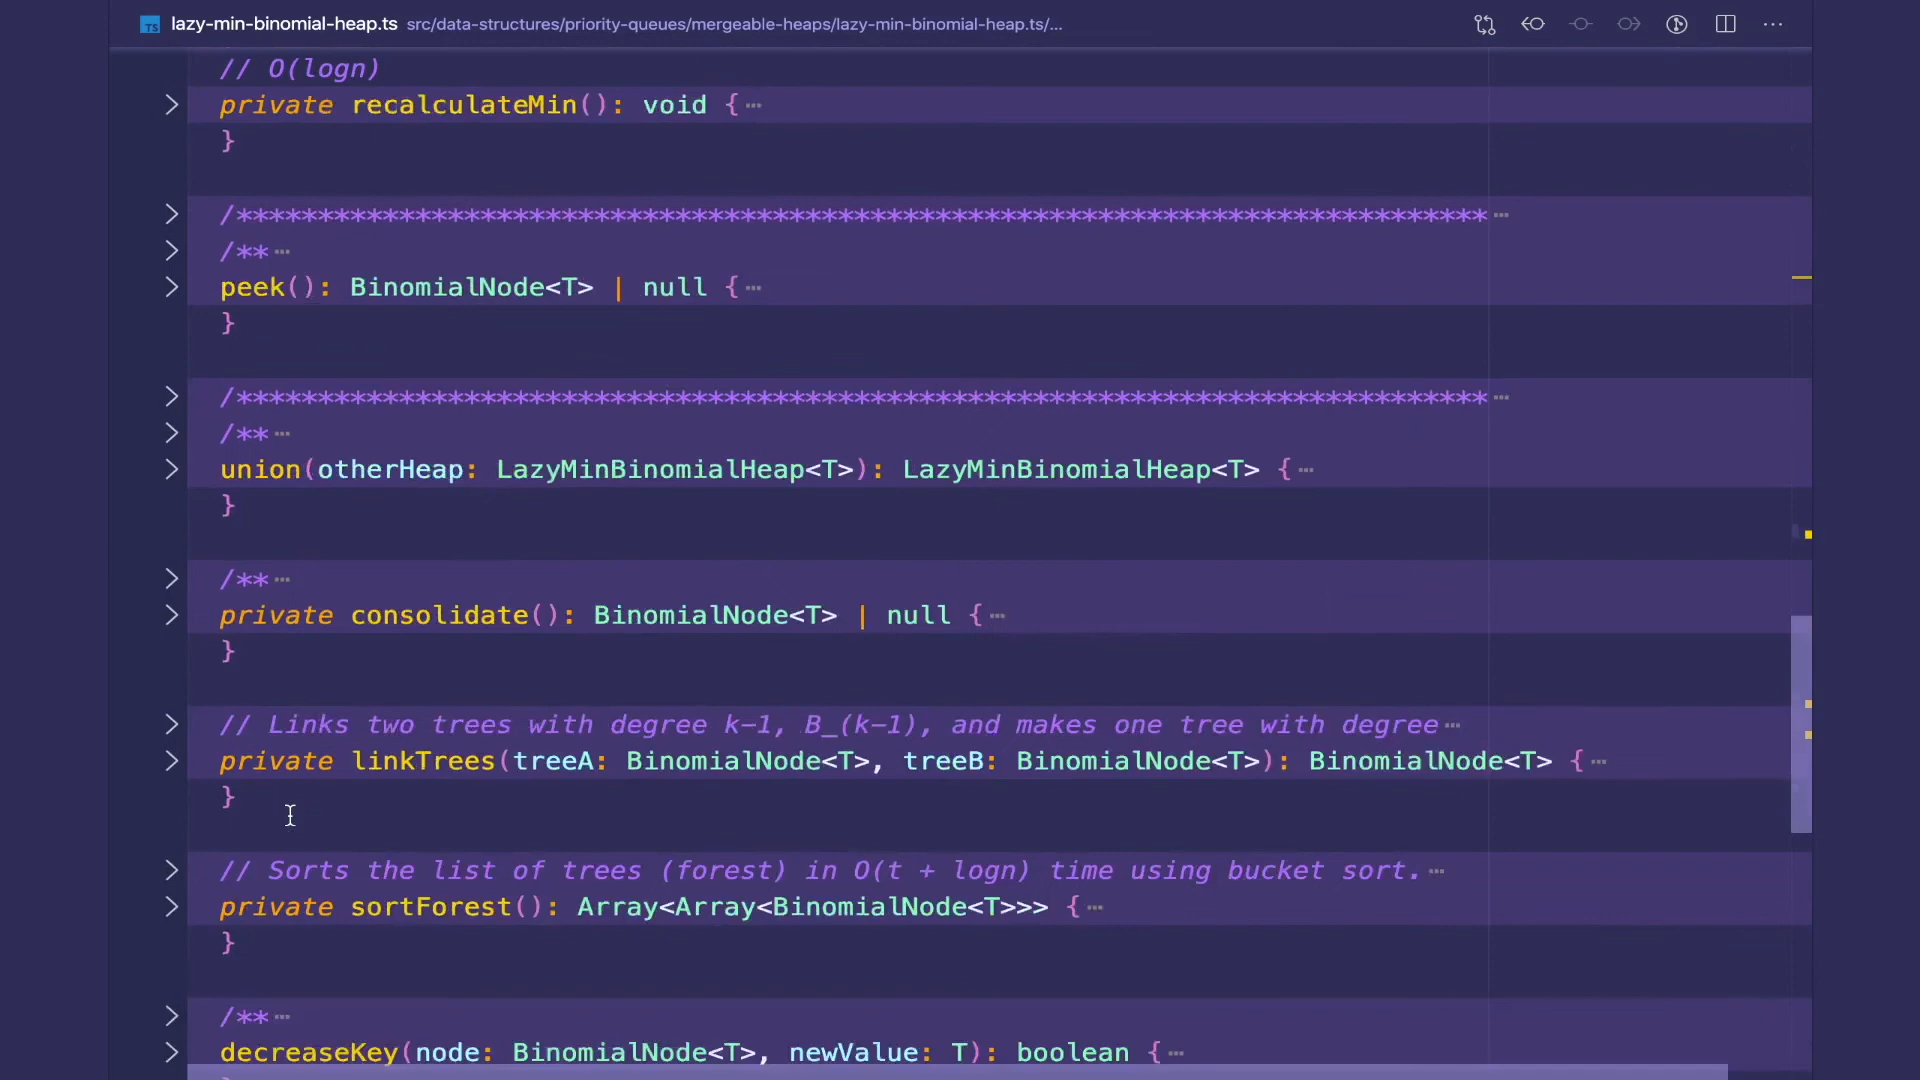 TS lazy-min-binomial-heap.ts src/data-structures/priority-queues/mergeable-heaps/lazy-min-binomial-heap.ts/...
// O(logn)
private recalculateMin(): void {…
}
/*****************************************************************************…
/**…
peek(): BinomialNode<T> | null {…
}
/*****************************************************************************…
/**…
union(otherHeap: LazyMinBinomialHeap<T>): LazyMinBinomialHeap<T> {…
}
/**…
private consolidate(): BinomialNode<T> | null {…
}
// Links two trees with degree k-1, B_(k-1), and makes one tree with degree…
private linkTrees(treeA: BinomialNode<T>, treeB: BinomialNode<T>): BinomialNode<T> {…
}
// Sorts the list of trees (forest) in O(t + logn) time using bucket sort.…
private sortForest(): Array<Array<BinomialNode<T>>> {…
}
/**…
decreaseKey(node: BinomialNode<T>, newValue: T): boolean {…